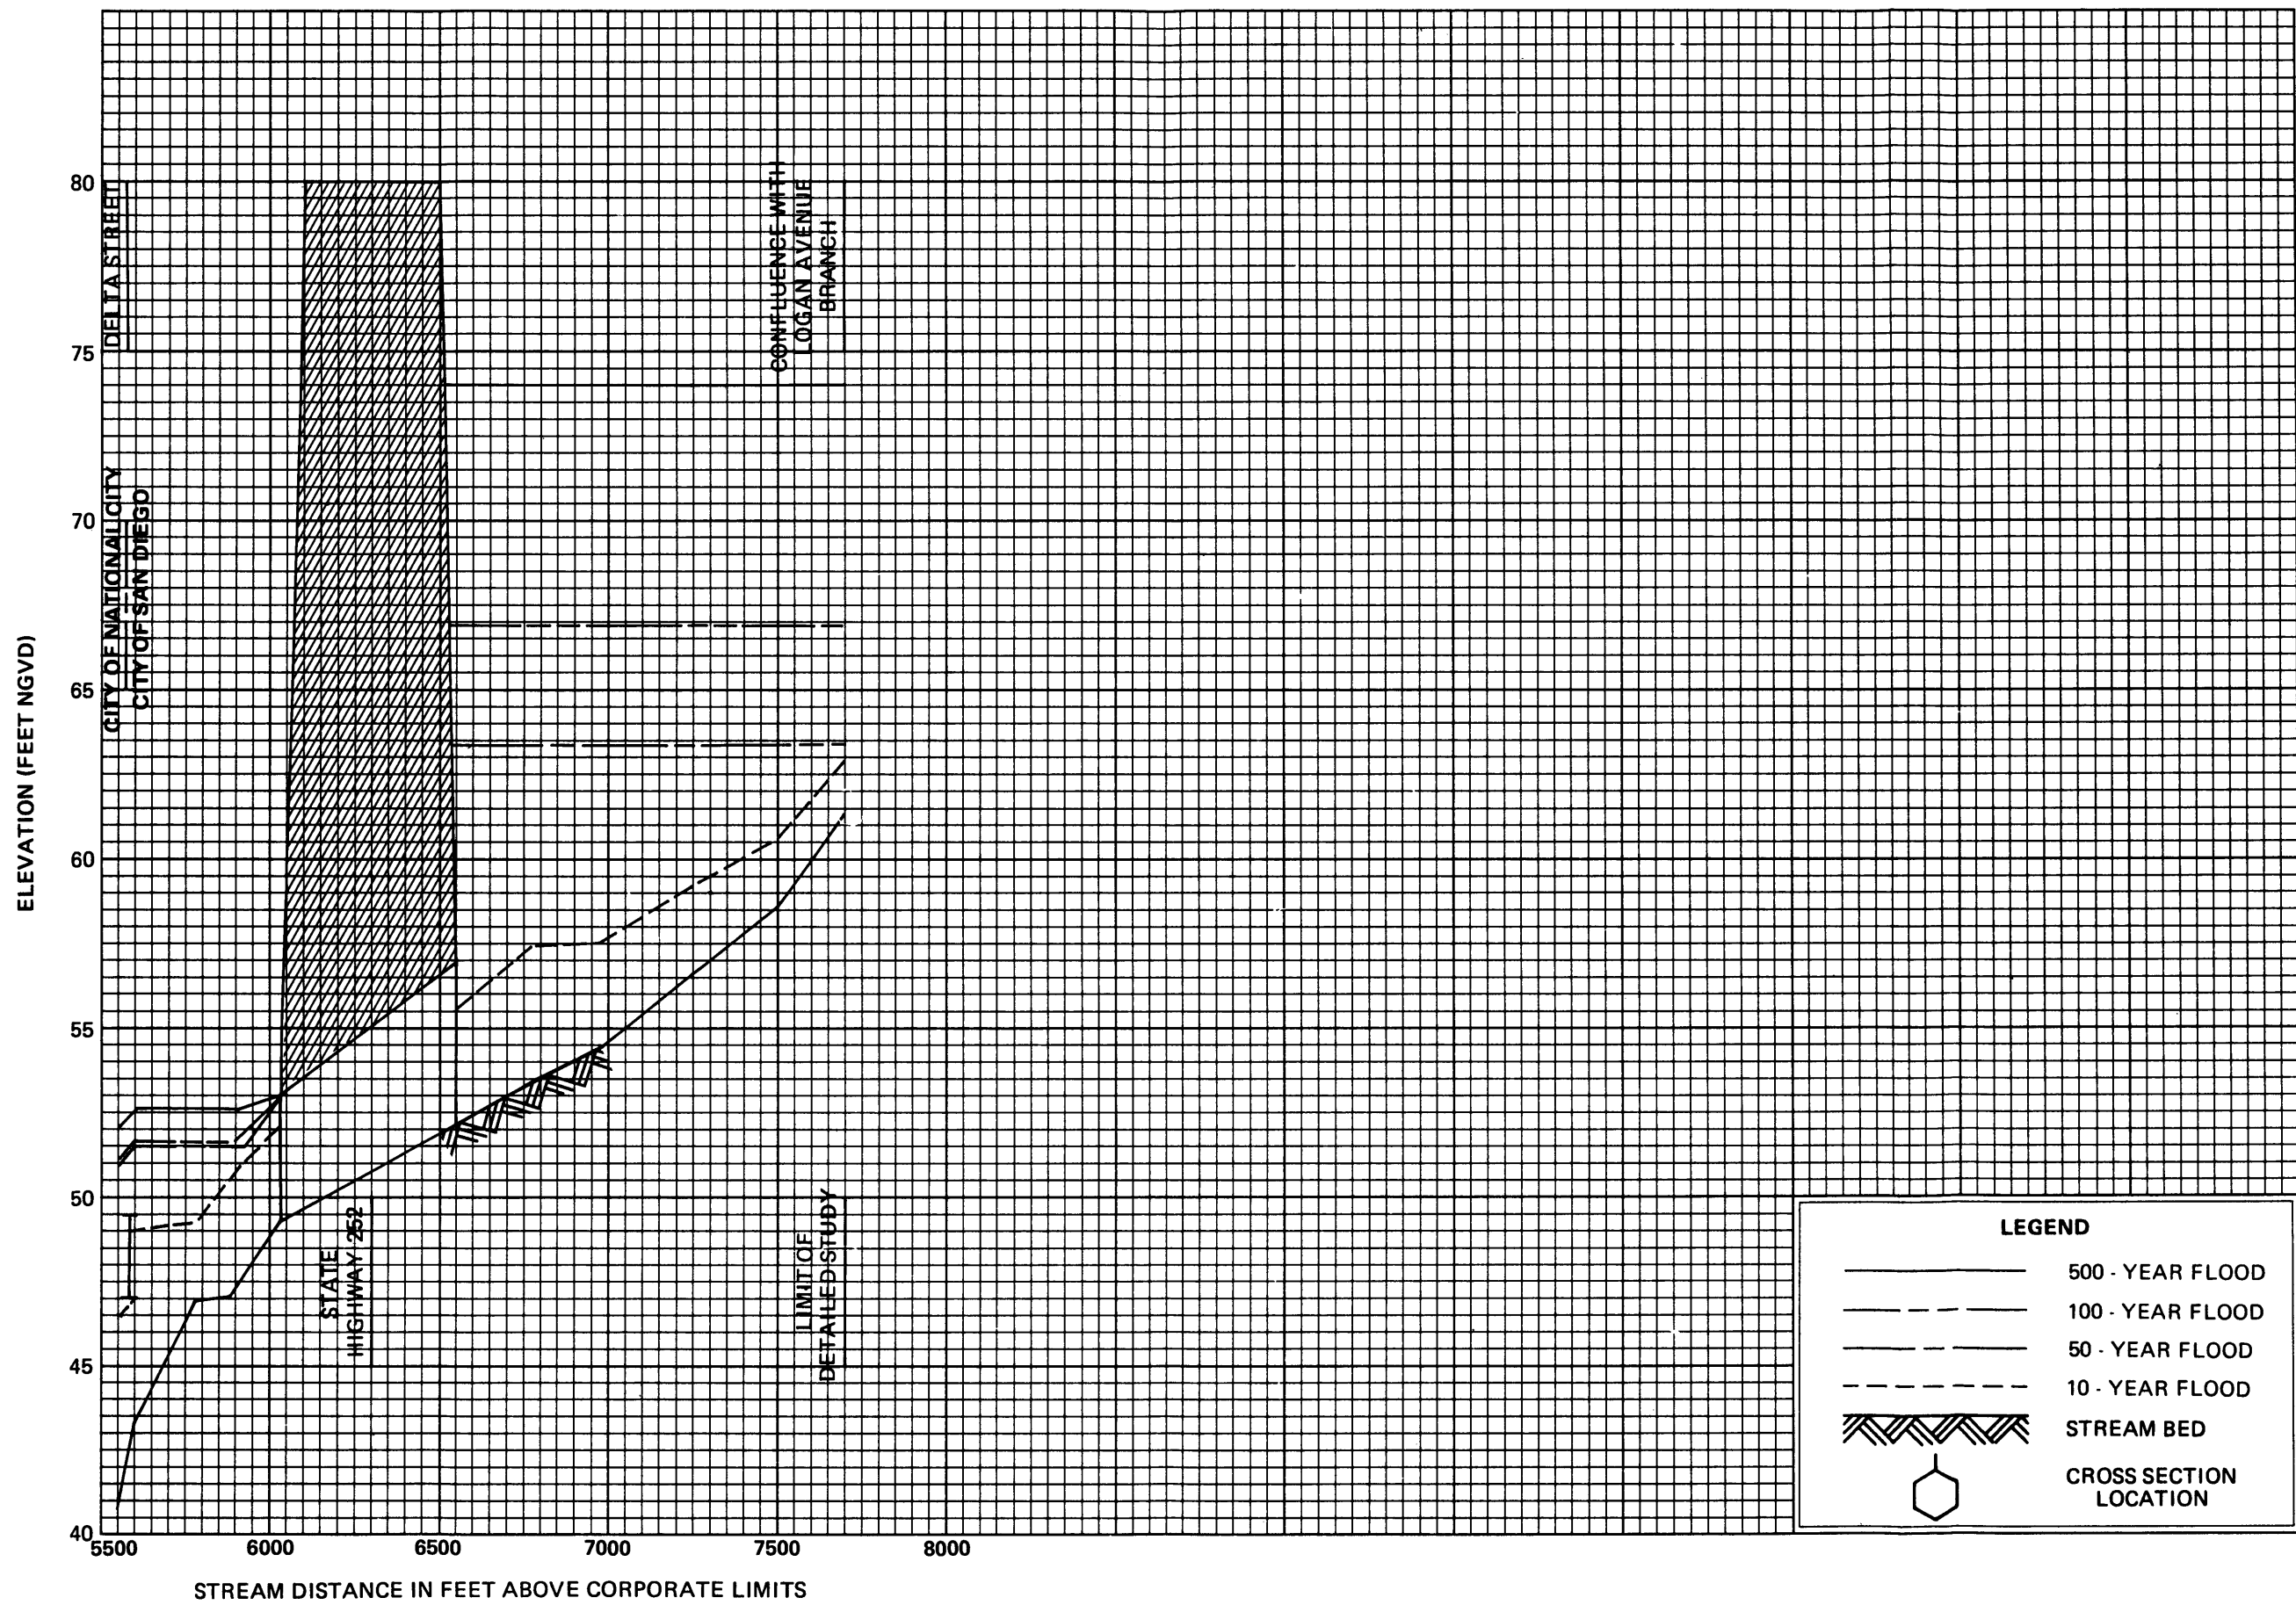 80
75
70
65
60
55
50
45
40
ELEVATION (FEET NGVD)
DELTA STREET
CITY OF NATIONAL CITY
CITY OF SAN DIEGO
CONFLUENCE WITH
LOGAN AVENUE
BRANCH
STATE
HIGHWAY 252
LIMIT OF
DETAILED STUDY
5500
6000
6500
7000
7500
8000
STREAM DISTANCE IN FEET ABOVE CORPORATE LIMITS
LEGEND
500 - YEAR FLOOD
100 - YEAR FLOOD
50 - YEAR FLOOD
10 - YEAR FLOOD
STREAM BED
CROSS SECTION
LOCATION